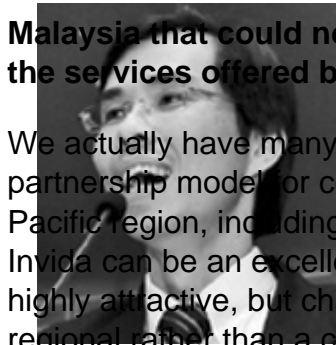 Malaysia that could no
the services offered b
We actually have many
partnership model for c
Pacific region, including
Invida can be an excelle
highly attractive, but ch
regional rather than a c